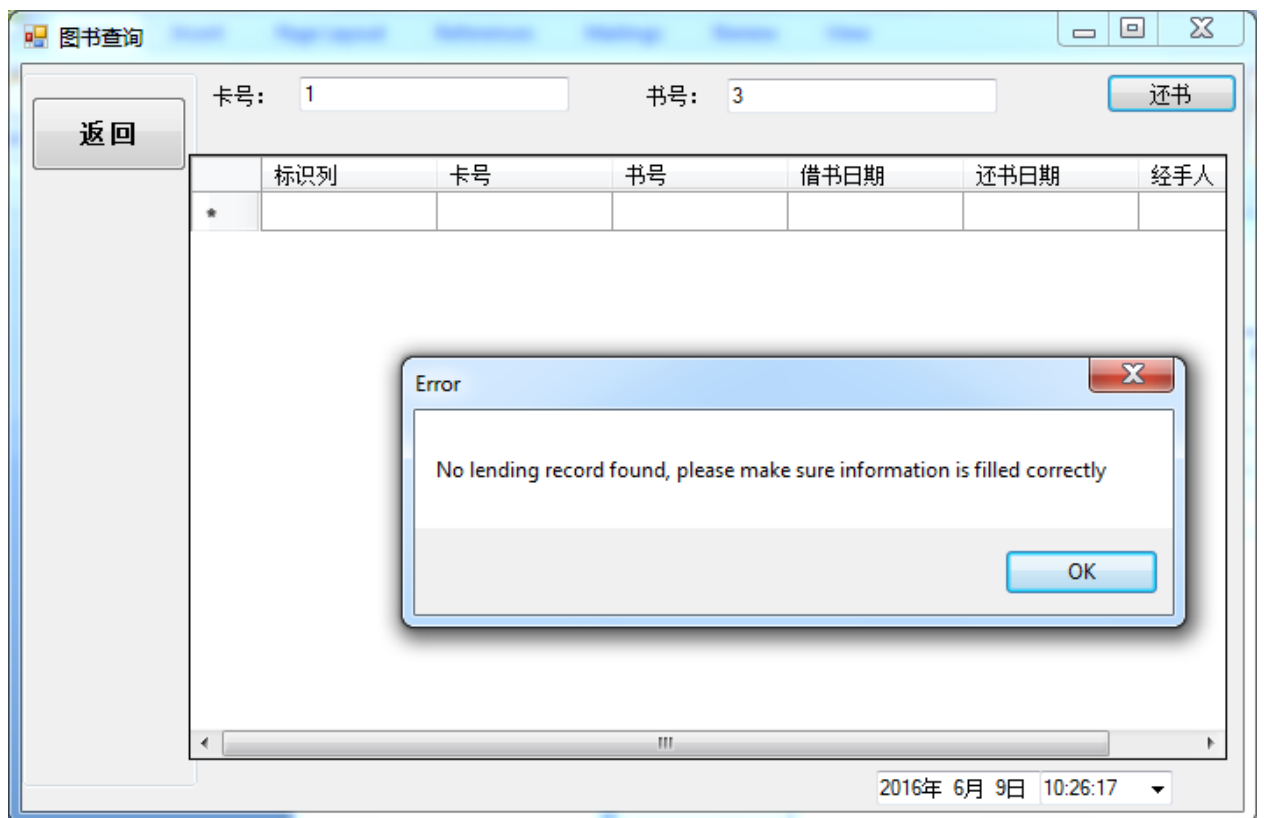 图书查询
卡号： 1 书号： 3 还书
返回
标识列 卡号 书号 借书日期 还书日期 经手人
*
Error
No lending record found, please make sure information is filled correctly
OK
2016年 6月 9日 10:26:17